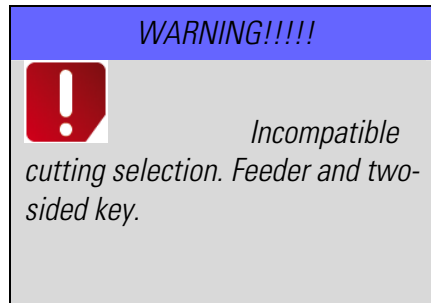 WARNING!!!!!
Incompatible
cutting selection. Feeder and two-
sided key.